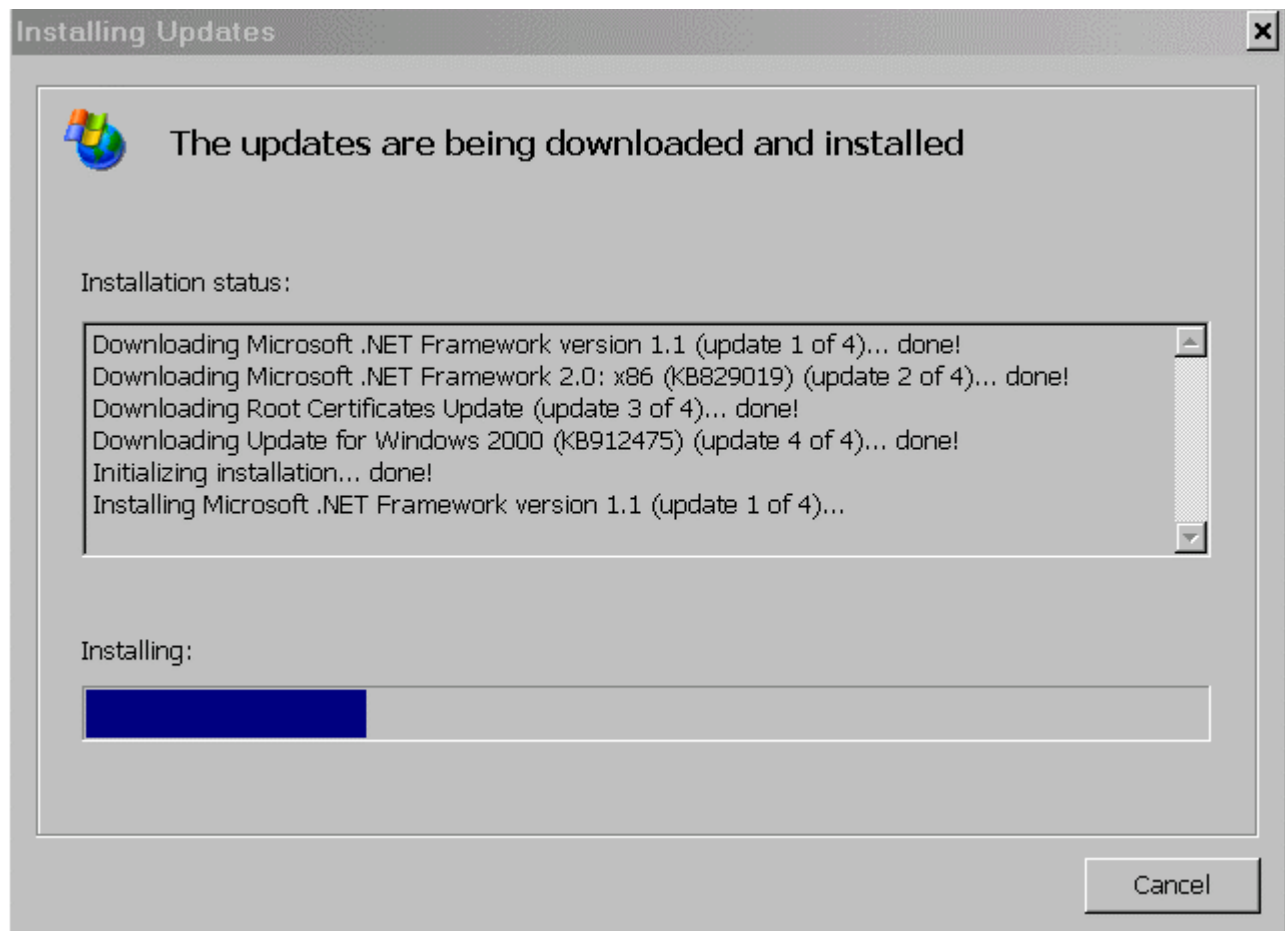 Installing Updates
The updates are being downloaded and installed
Installation status:
Downloading Microsoft .NET Framework version 1.1 (update 1 of 4)... done!
Downloading Microsoft .NET Framework 2.0: x86 (KB829019) (update 2 of 4)... done!
Downloading Root Certificates Update (update 3 of 4)... done!
Downloading Update for Windows 2000 (KB912475) (update 4 of 4)... done!
Initializing installation... done!
Installing Microsoft .NET Framework version 1.1 (update 1 of 4)...
Installing:
Cancel